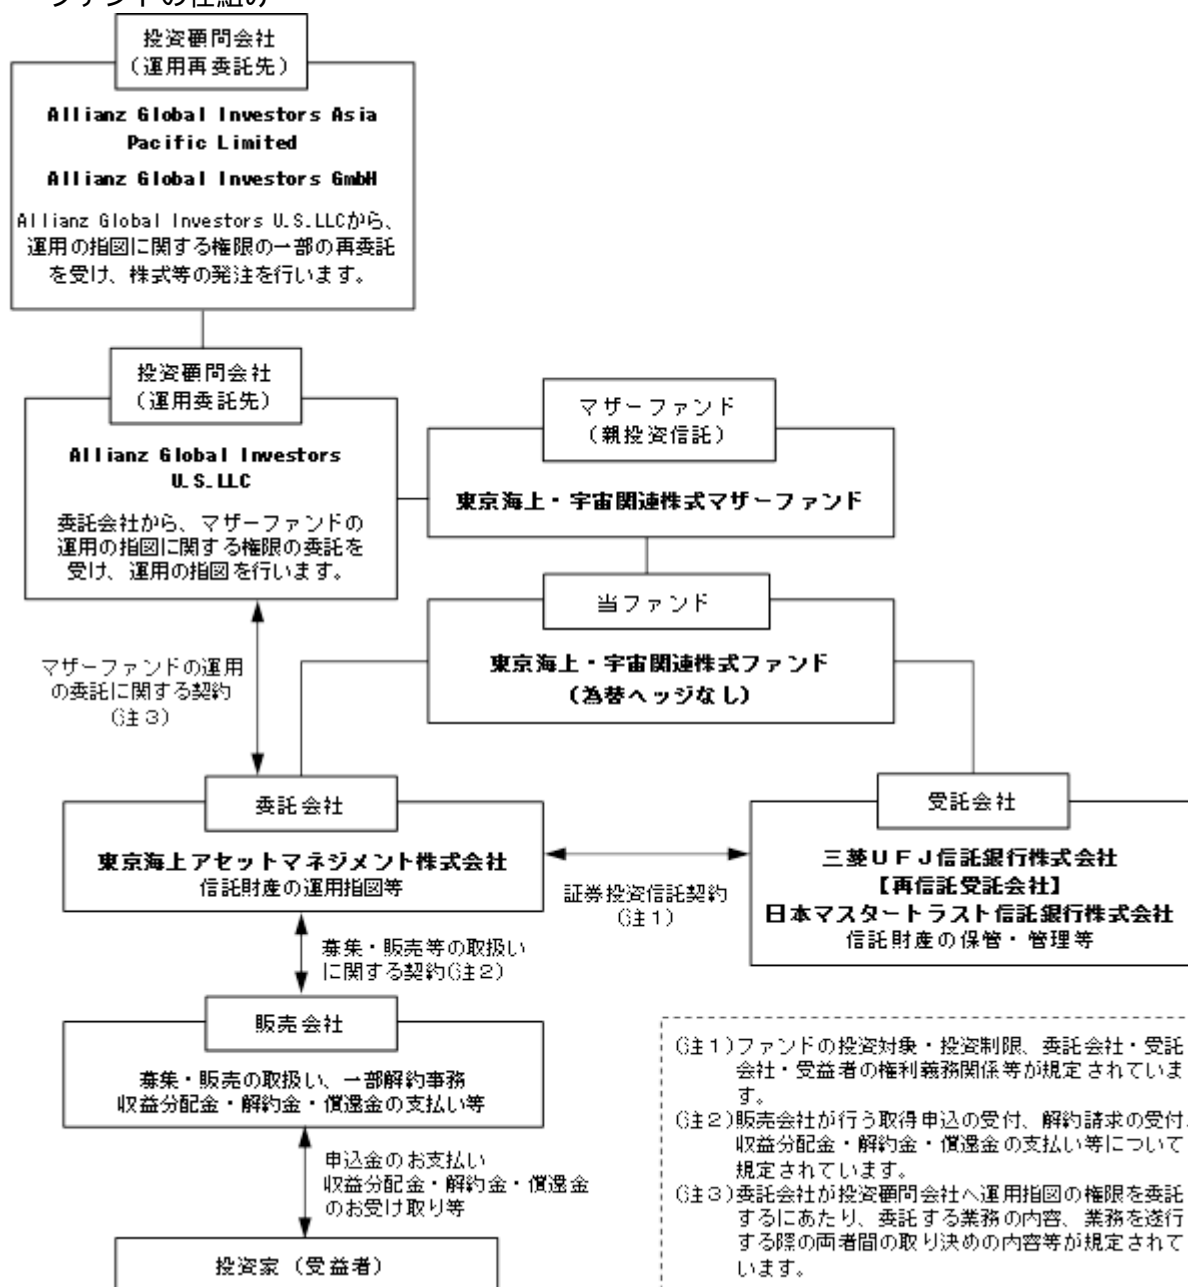 ファンドの仕組み
投資顧問会社
（運用再委託先）
Allianz Global Investors Asia
Pacific Limited
Allianz Global Investors GmbH
Allianz Global Investors U.S.LLCから、
運用の指図に関する権限の一部の再委託
を受け、株式等の発注を行います。
投資顧問会社
（運用委託先）
Allianz Global Investors
U.S.LLC
委託会社から、マザーファンドの
運用の指図に関する権限の委託を
受け、運用の指図を行います。
マザーファンド
（親投資信託）
東京海上・宇宙関連株式マザーファンド
当ファンド
東京海上・宇宙関連株式ファンド
（為替ヘッジなし）
マザーファンドの運用
の委託に関する契約
（注３）
委託会社
東京海上アセットマネジメント株式会社
信託財産の運用指図等
証券投資信託契約
（注１）
受託会社
三菱ＵＦＪ信託銀行株式会社
【再信託受託会社】
日本マスタートラスト信託銀行株式会社
信託財産の保管・管理等
募集・販売等の取扱い
に関する契約（注２）
販売会社
募集・販売の取扱い、一部解約事務
収益分配金・解約金・償還金の支払い等
申込金のお支払い
収益分配金・解約金・償還金
のお受け取り等
投資家（受益者）
（注１）ファンドの投資対象・投資制限、委託会社・受託
会社・受益者の権利義務関係等が規定されていま
す。
（注２）販売会社が行う取得申込の受付、解約請求の受付、
収益分配金・解約金・償還金の支払い等について
規定されています。
（注３）委託会社が投資顧問会社へ運用指図の権限を委託
するにあたり、委託する業務の内容、業務を遂行
する際の両者間の取り決めの内容等が規定されて
います。